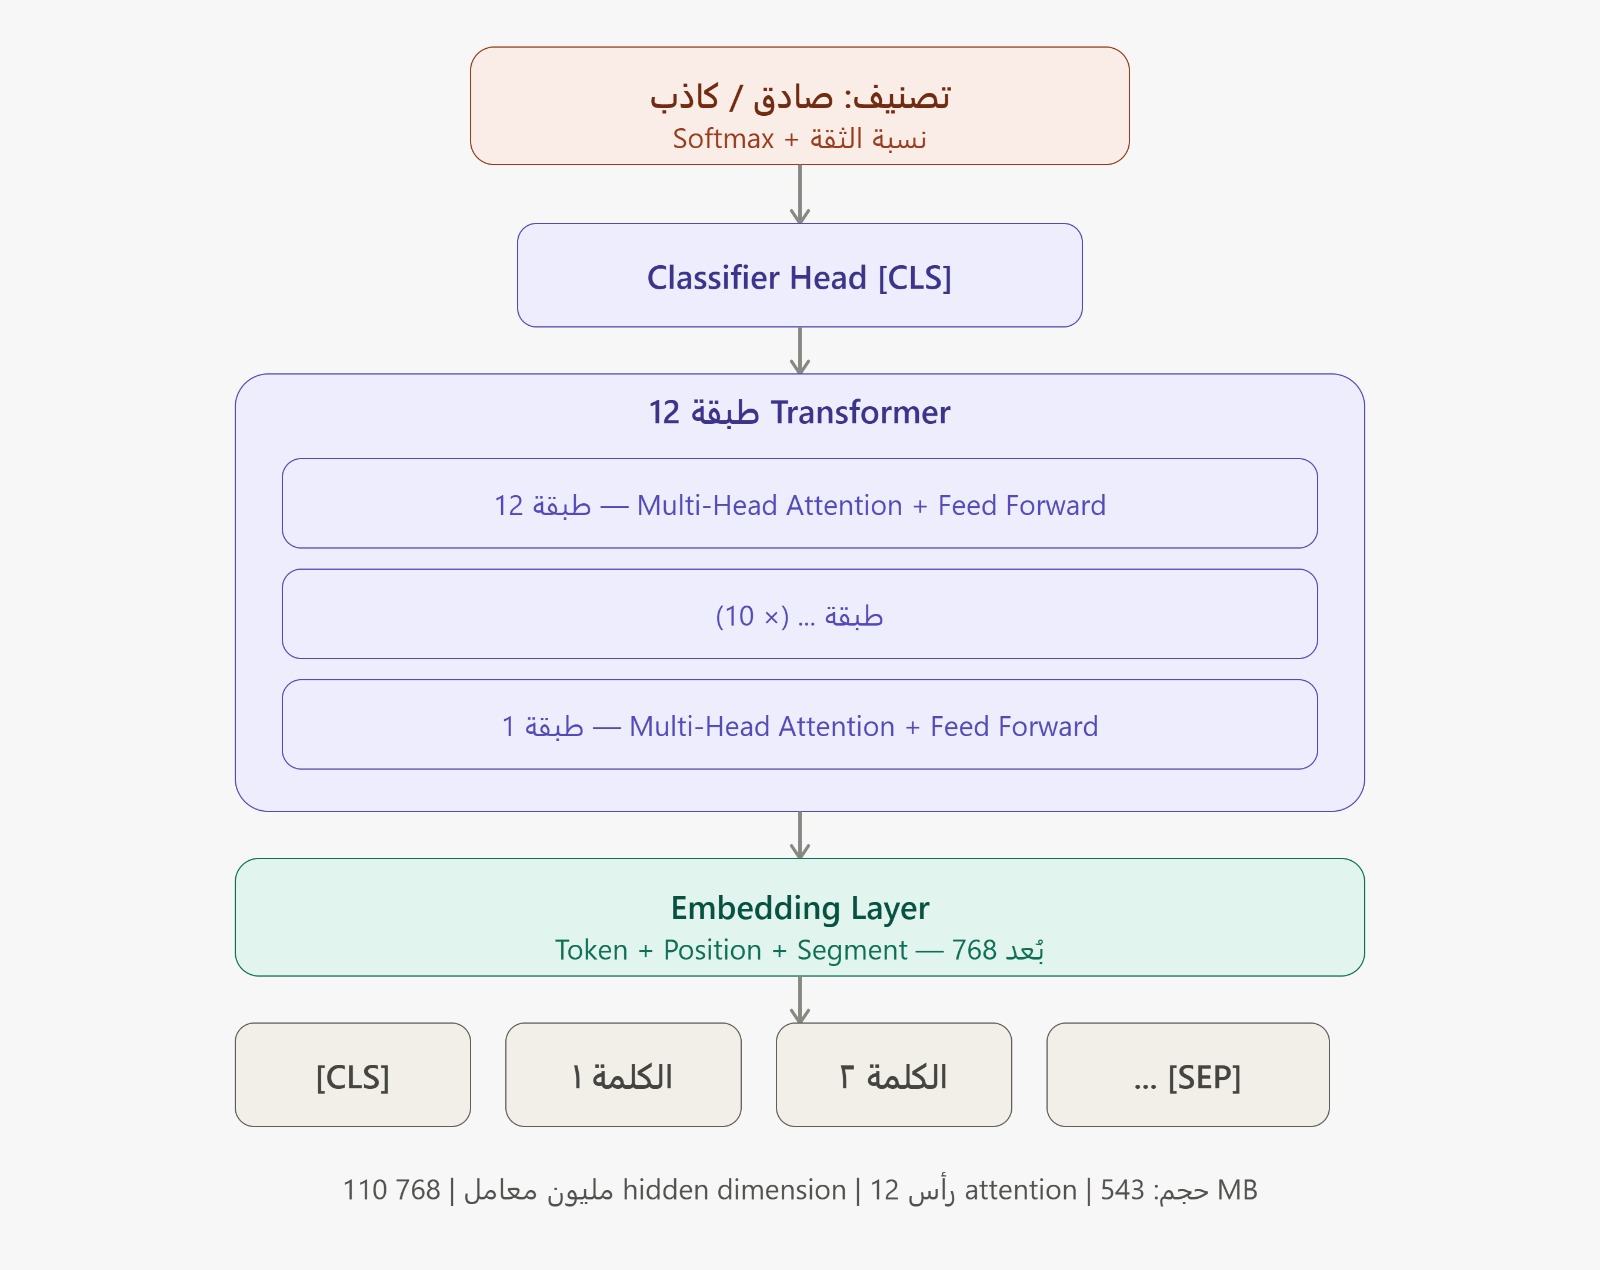 تصنيف: صادق / كاذب
نسبة الثقة + Softmax
Classifier Head [CLS]
12 طبقة Transformer
12 طبقة — Multi-Head Attention + Feed Forward
طبقة ... (× 10)
1 طبقة — Multi-Head Attention + Feed Forward
Embedding Layer
Token + Position + Segment — 768 بُعد
[CLS]
الكلمة ١
الكلمة ٢
... [SEP]
110 مليون معامل | 768 hidden dimension | 12 رأس attention | حجم: 543 MB